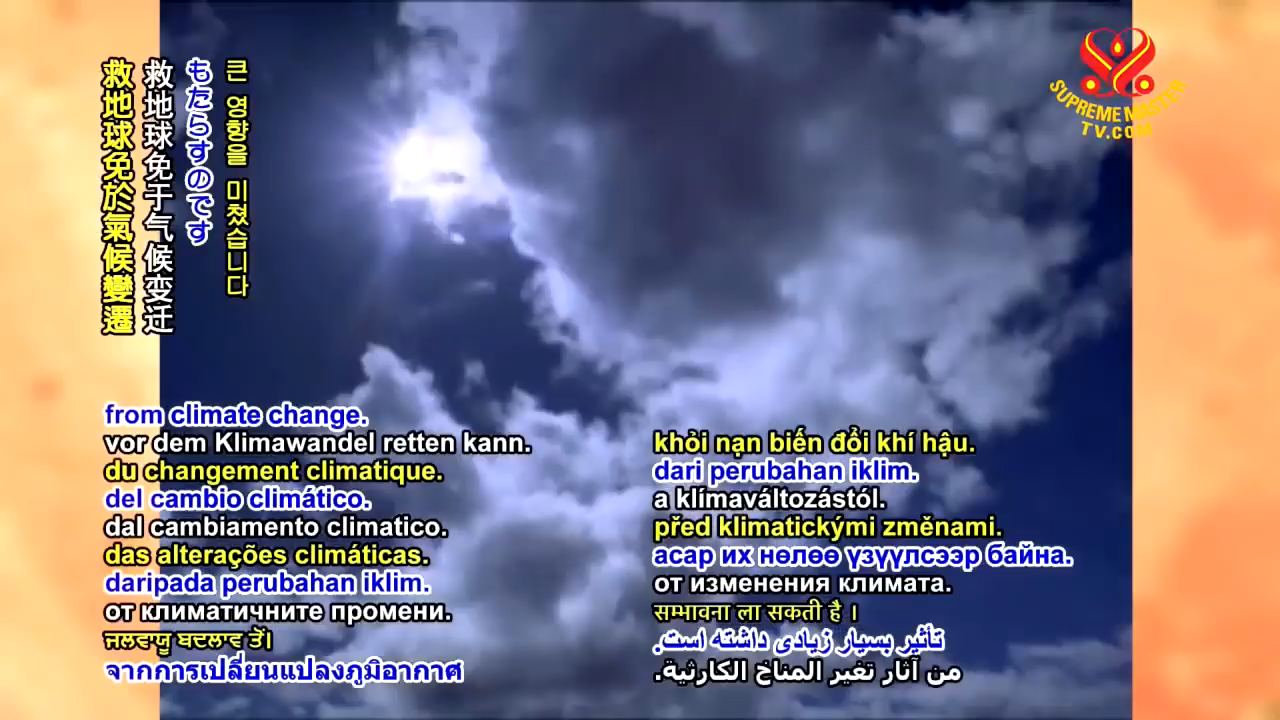 큰 영향을 미쳤습니다
もたらすのです
救地球免于气候变迁
救地球免於氣候變遷
SUPREME MASTER
TV.COM
from climate change.
vor dem Klimawandel retten kann.
du changement climatique.
del cambio climático.
dal cambiamento climatico.
das alterações climáticas.
daripada perubahan iklim.
от климатичните промени.
ਜਲਵਾਯੂ ਬਦਲਾਵ ਤੋਂ।
จากการเปลี่ยนแปลงภูมิอากาศ
khỏi nạn biến đổi khí hậu.
dari perubahan iklim.
a klímaváltozástól.
před klimatickými změnami.
асар их нөлөө үзүүлсээр байна.
от изменения климата.
सम्भावना ला सकती है ।
تأثیر بسیار زیادی داشته است.
من آثار تغير المناخ الكارثية.